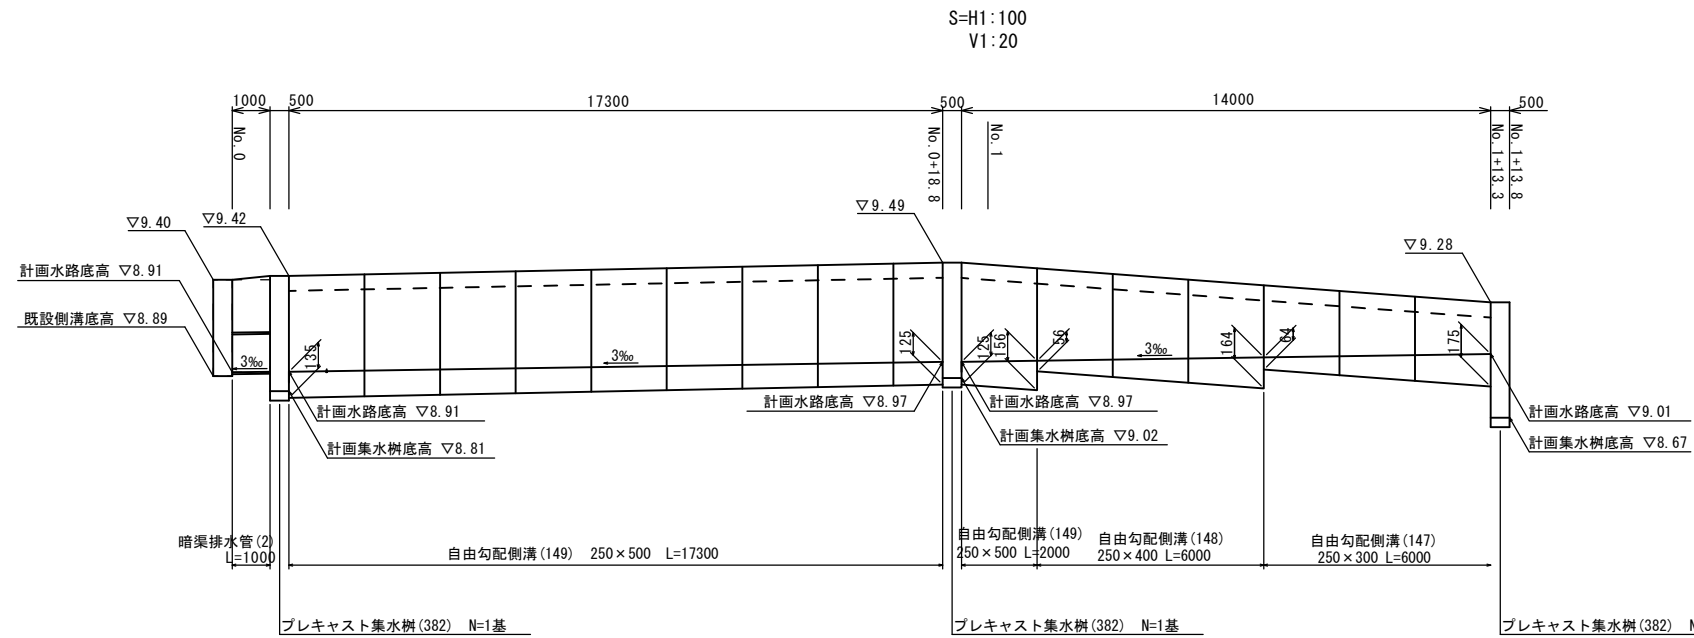 S=H1:100
V1:20
1000
500
17300
500
14000
500
No. 0
No. 0+18. 8
No. 1
No. 1+13. 3
No. 1+13. 8
▽9. 40
▽9. 42
▽9. 49
▽9. 28
計画水路底高 ▽8. 91
既設側溝底高 ▽8. 89
3‰
135
3‰
125
125
156
56
3‰
164
64
175
計画水路底高 ▽8. 91
計画集水桝底高 ▽8. 81
計画水路底高 ▽8. 97
計画水路底高 ▽8. 97
計画集水桝底高 ▽9. 02
計画水路底高 ▽9. 01
計画集水桝底高 ▽8. 67
暗渠排水管(2)
L=1000
自由勾配側溝(149) 250×500 L=17300
自由勾配側溝(149)
250×500 L=2000
自由勾配側溝(148)
250×400 L=6000
自由勾配側溝(147)
250×300 L=6000
プレキャスト集水桝(382) N=1基
プレキャスト集水桝(382) N=1基
プレキャスト集水桝(382)